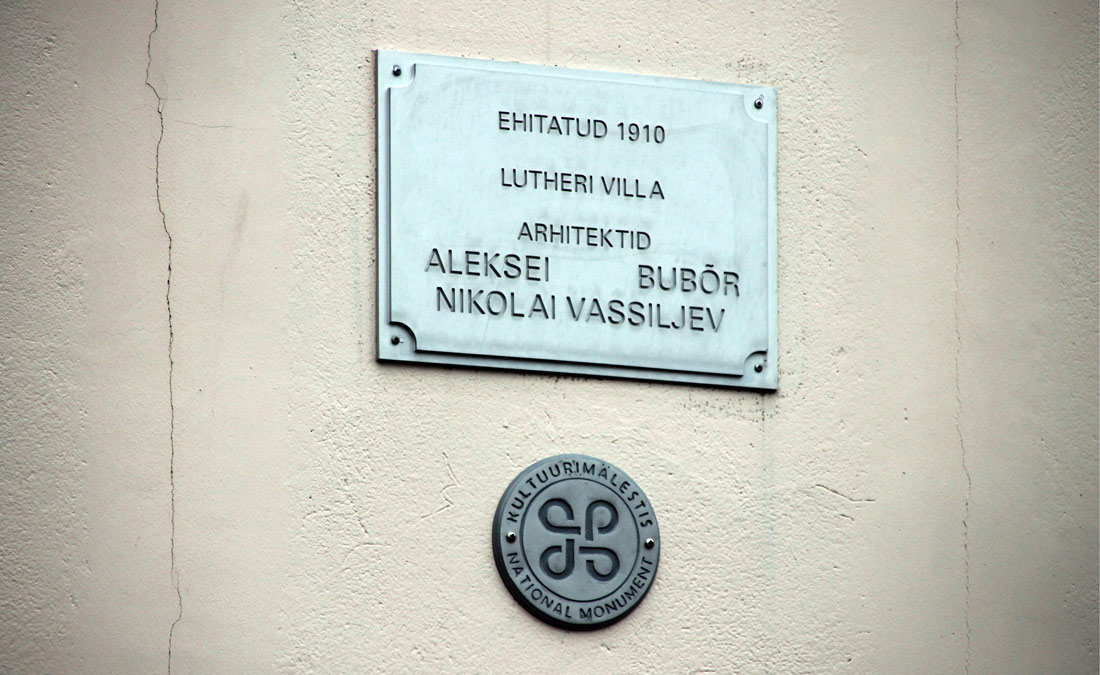 EHITATUD 1910
LUTHERI VILLA
ARHITEKTID
ALEKSEI BUBÕR
NIKOLAI VASSILJEV
KULTUURIMÄLESTIS
NATIONAL MONUMENT